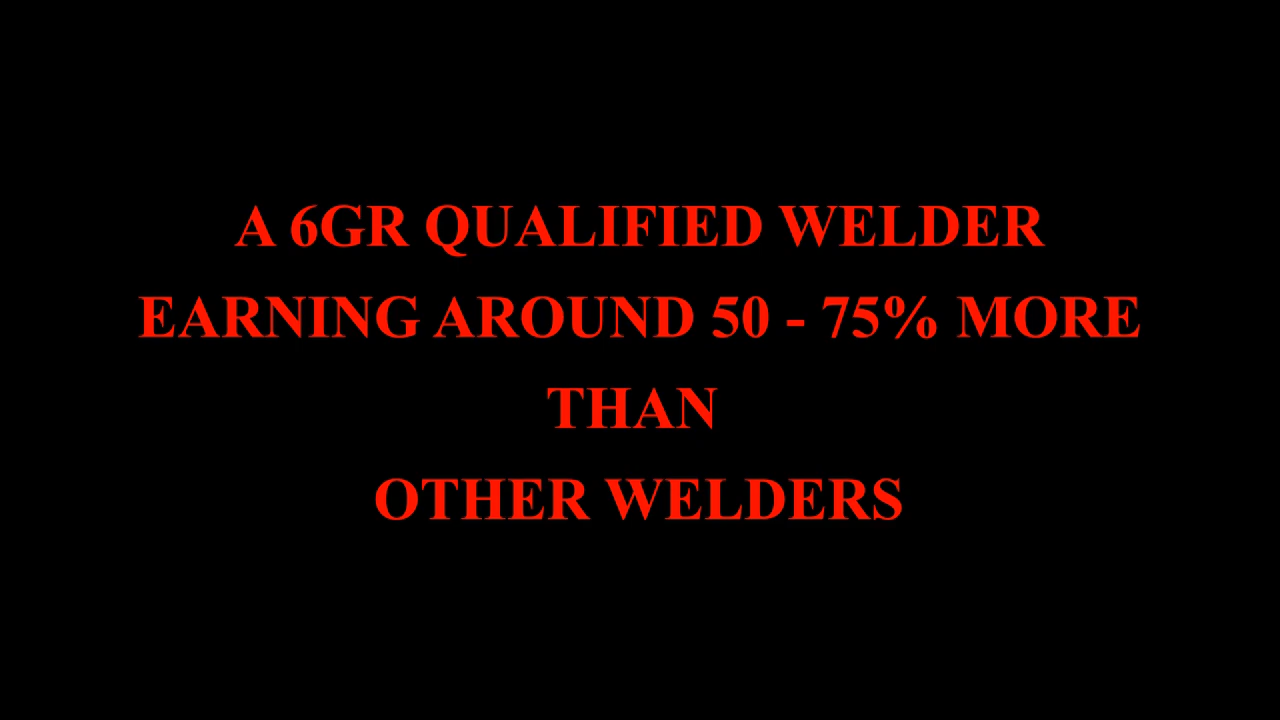 A 6GR QUALIFIED WELDER
EARNING AROUND 50 - 75% MORE
THAN
OTHER WELDERS